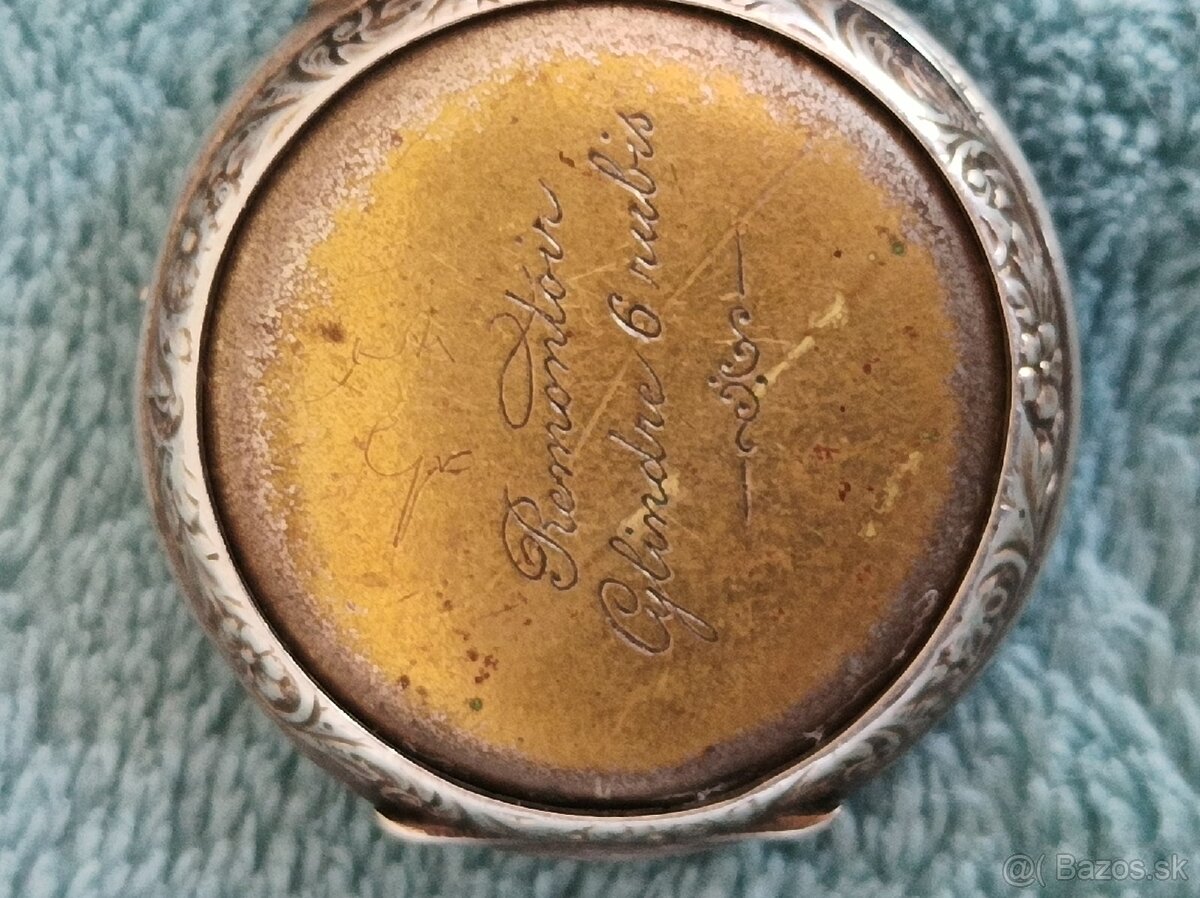 Remontoir
Cylindre 6 rubis
@( Bazos.sk